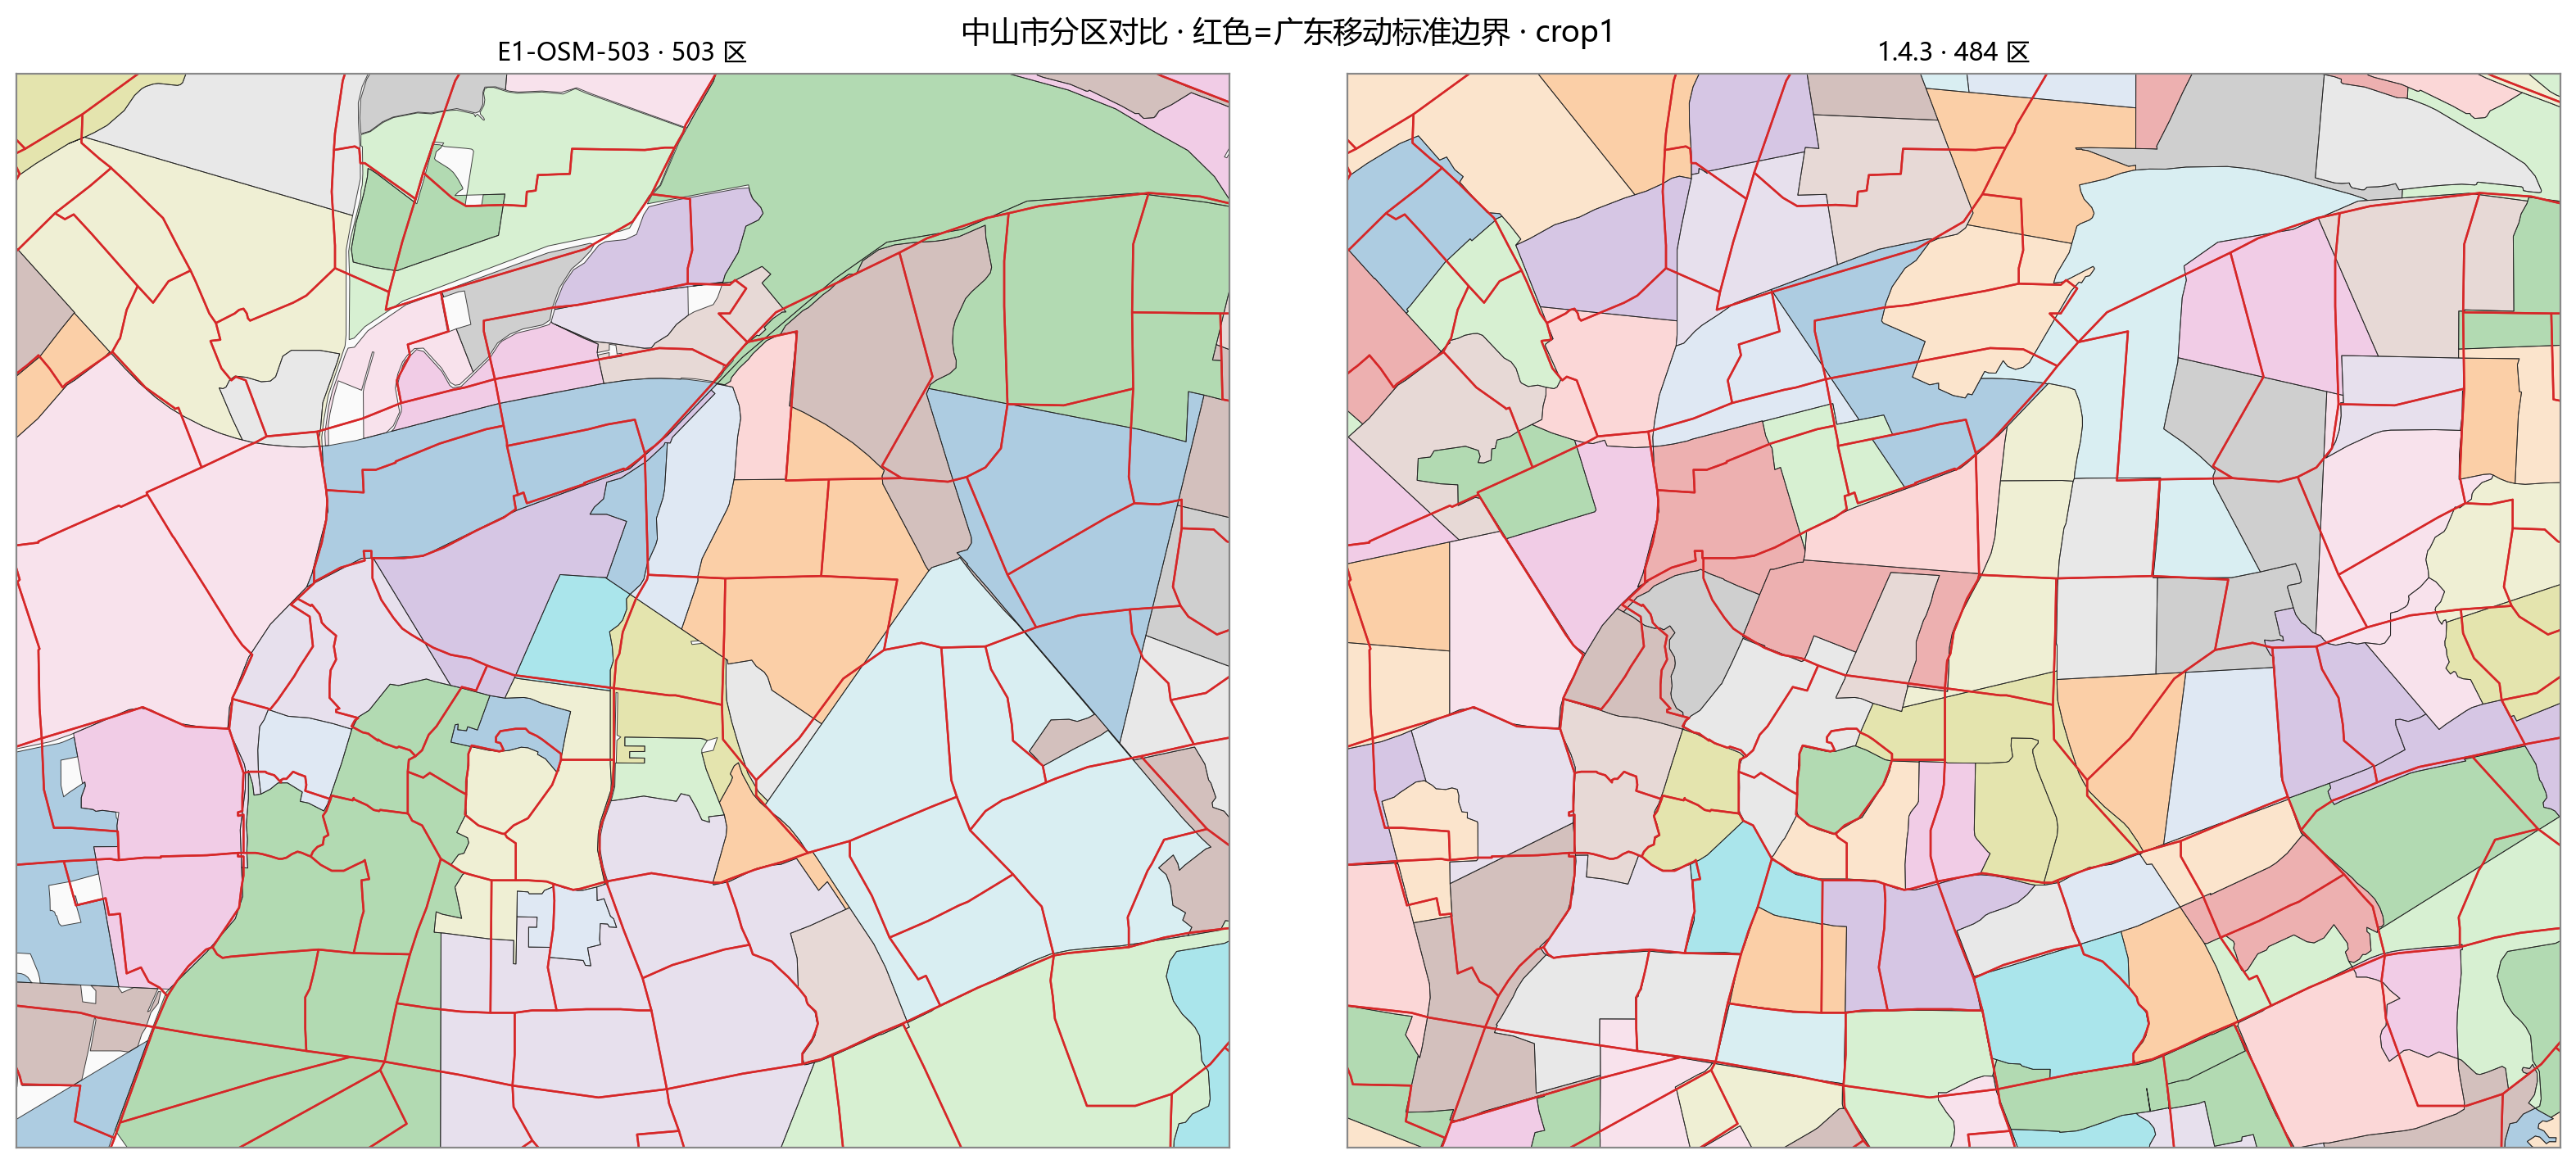 中山市分区对比 · 红色=广东移动标准边界 · crop1
E1-OSM-503 · 503 区
1.4.3 · 484 区